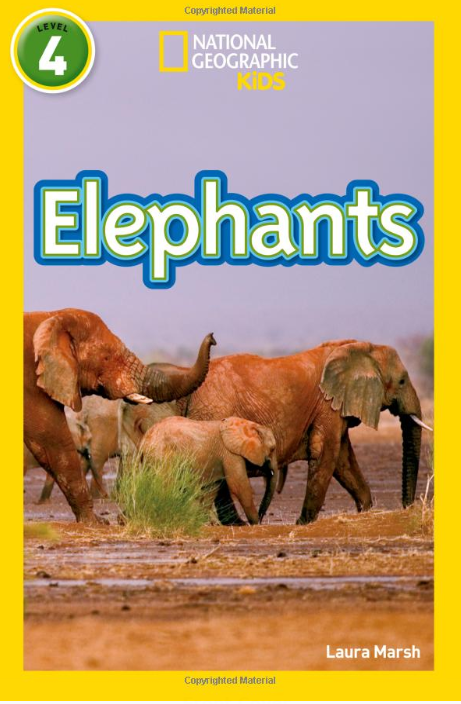 Copyrighted Material
LEVEL
4
NATIONAL
GEOGRAPHIC
KiDS
Elephants
Laura Marsh
Copyrighted Material